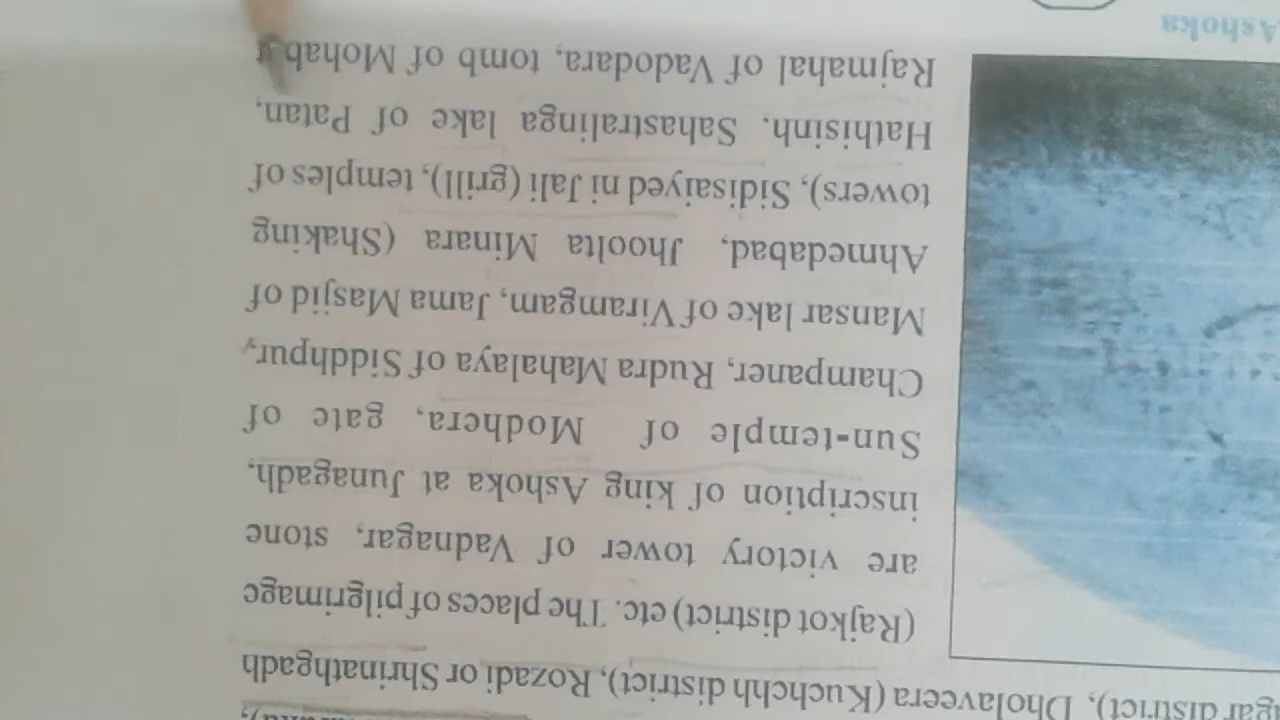 gar district), Dholaveera (Kuchchh district), Rozadi or Shrinathgadh
(Rajkot district) etc. The places of pilgrimage
are victory tower of Vadnagar, stone
inscription of king Ashoka at Junagadh,
Sun-temple of Modhera, gate of
Champaner, Rudra Mahalaya of Siddhpur,
Mansar lake of Viramgam, Jama Masjid of
Ahmedabad, Jhoolta Minara (Shaking
towers), Sidisaiyed ni Jali (grill), temples of
Hathisinh, Sahastralinga lake of Patan,
Rajmahal of Vadodara, tomb of Mohab
Ashoka